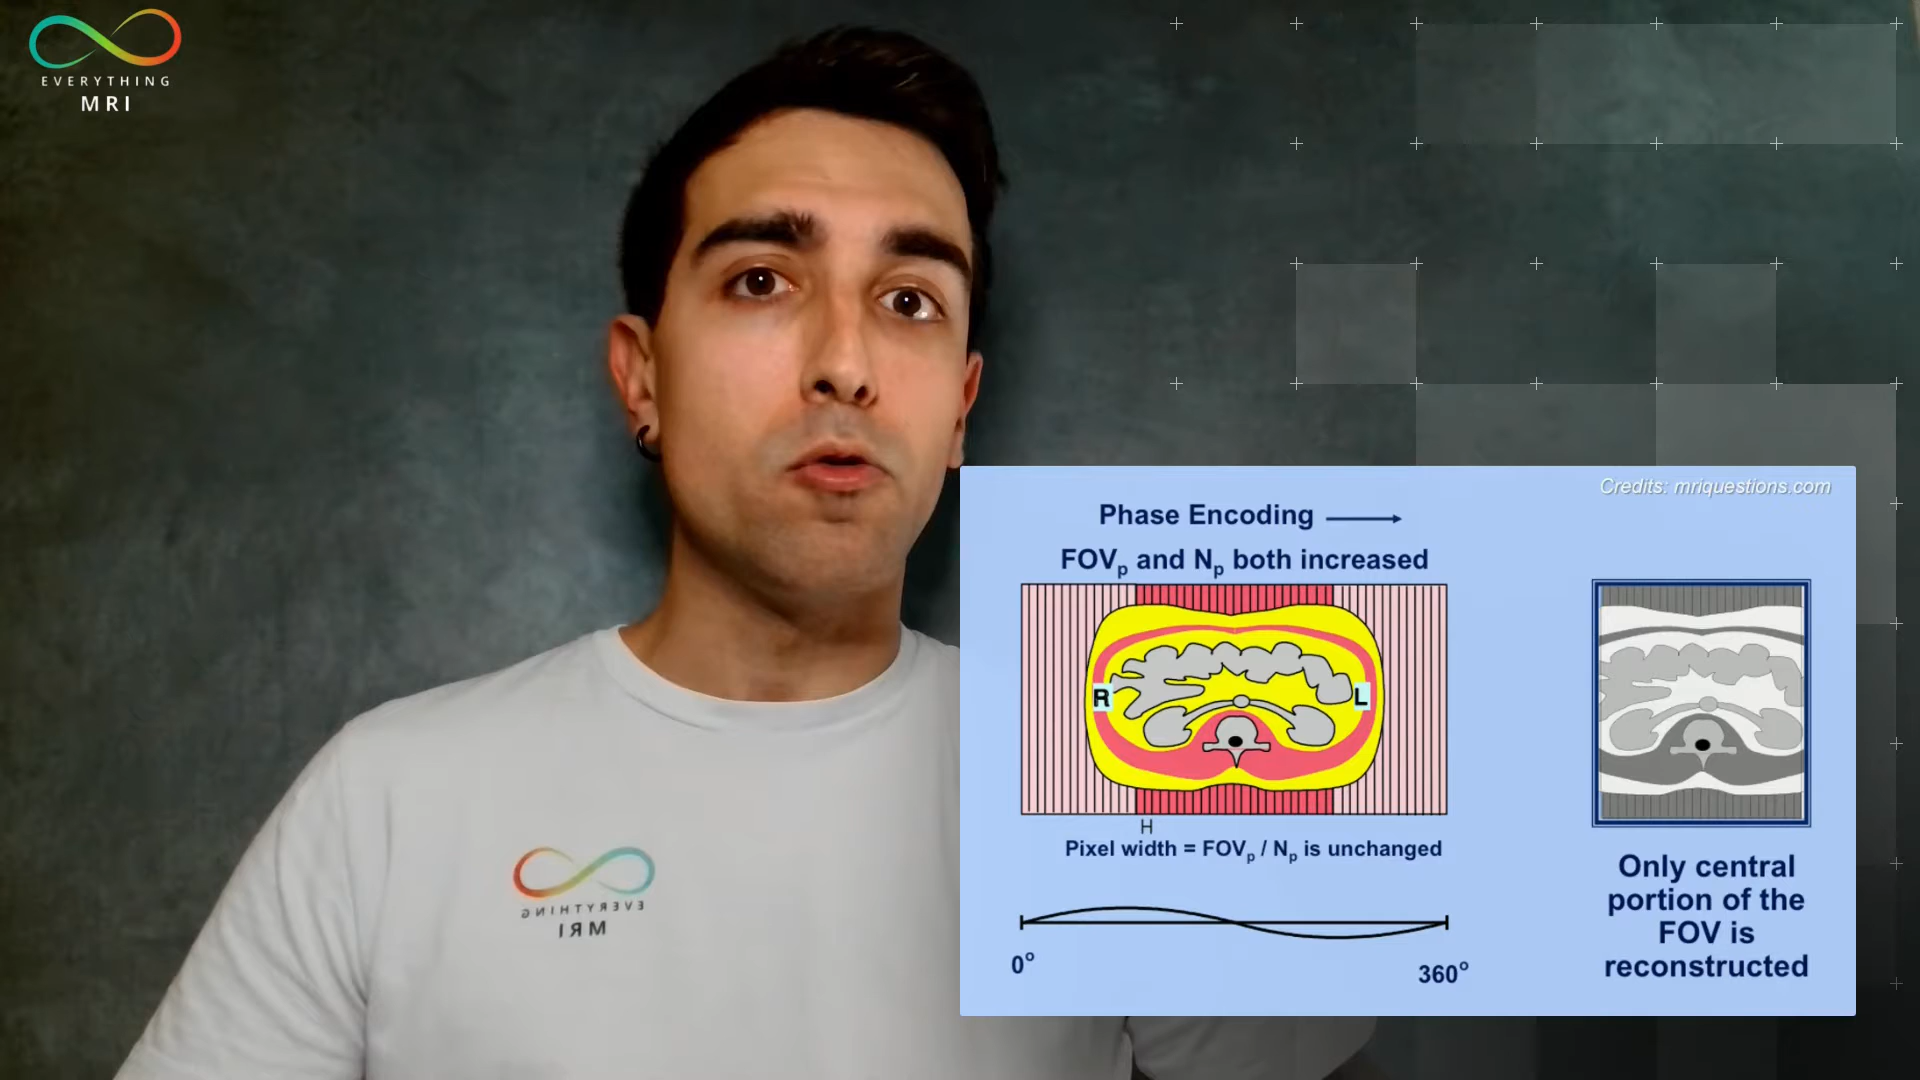 EVERYTHING
MRI
Credits: mriquestions.com
Phase Encoding
FOVp and Np both increased
R
L
H
Pixel width = FOVp / Np is unchanged
0°
360°
Only central
portion of the
FOV is
reconstructed
EVERYTHING
MRI